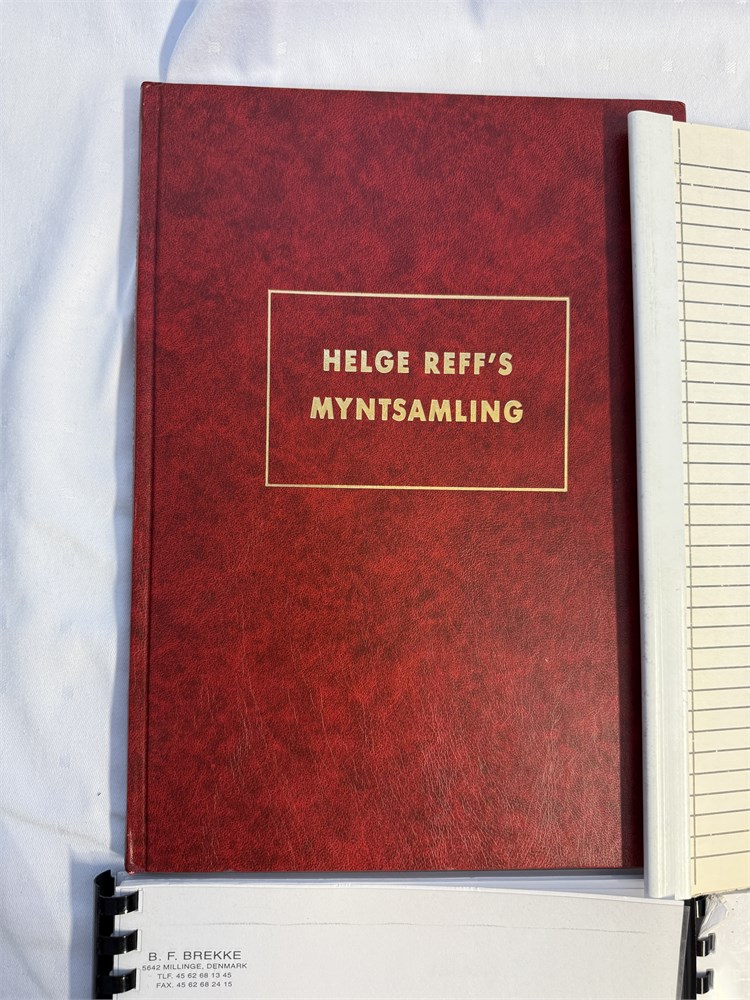 HELGE REFF'S
MYNTSAMLING
B. F. BREKKE
5642 MILLINGE, DENMARK
TLF. 45 62 68 13 45
FAX. 45 62 68 24 15